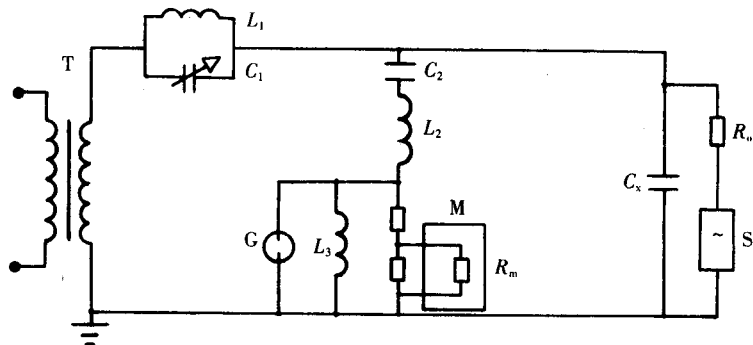 L₁
T
C₁
C₂
L₂
Rₙ
Cₓ
M
G
L₃
~
S
Rₘ